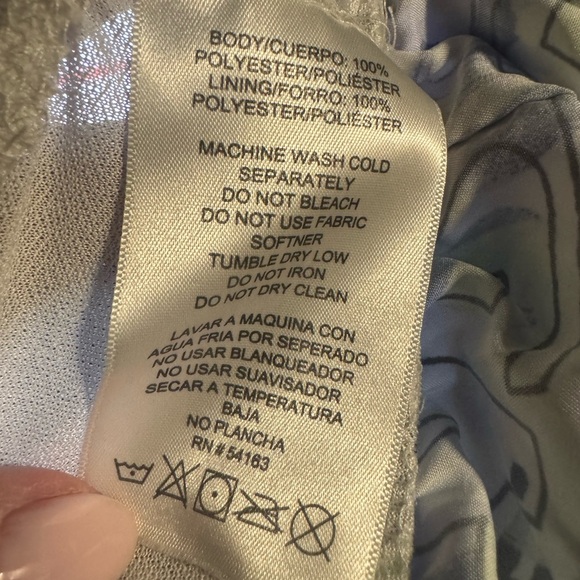 BODY/CUERPO: 100%
POLYESTER/POLIÉSTER
LINING/FORRO: 100%
POLYESTER/POLIÉSTER
MACHINE WASH COLD
SEPARATELY
DO NOT BLEACH
DO NOT USE FABRIC
SOFTNER
TUMBLE DRY LOW
DO NOT IRON
DO NOT DRY CLEAN
LAVAR A MAQUINA CON
AGUA FRIA POR SEPERADO
NO USAR BLANQUEADOR
NO USAR SUAVISADOR
SECAR A TEMPERATURA
BAJA
NO PLANCHA
RN # 54163